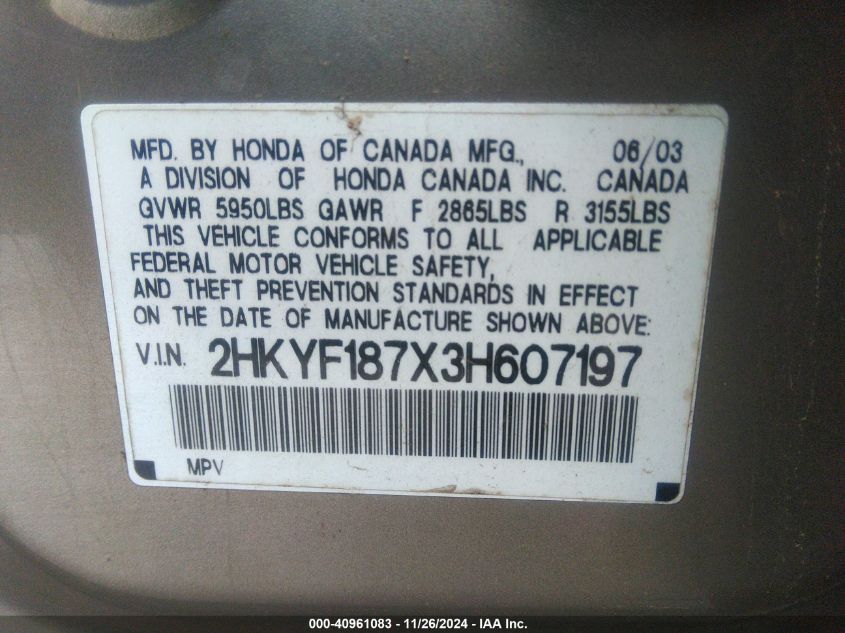 MFD. BY HONDA OF CANADA MFG., 06/03
A DIVISION OF HONDA CANADA INC. CANADA
GVWR 5950LBS GAWR F 2865LBS R 3155LBS
THIS VEHICLE CONFORMS TO ALL APPLICABLE
FEDERAL MOTOR VEHICLE SAFETY,
AND THEFT PREVENTION STANDARDS IN EFFECT
ON THE DATE OF MANUFACTURE SHOWN ABOVE:
V.I.N. 2HKYF187X3H607197
MPV
000-40961083 - 11/26/2024 - IAA Inc.